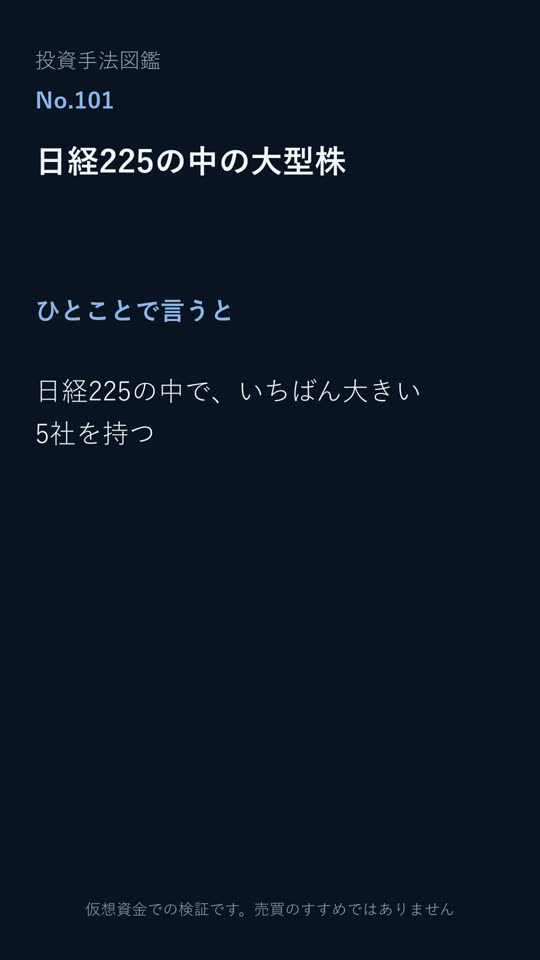 投資手法図鑑
No.101
日経225の中の大型株
ひとことで言うと
日経225の中で、いちばん大きい
5社を持つ
仮想資金での検証です。売買のすすめではありません